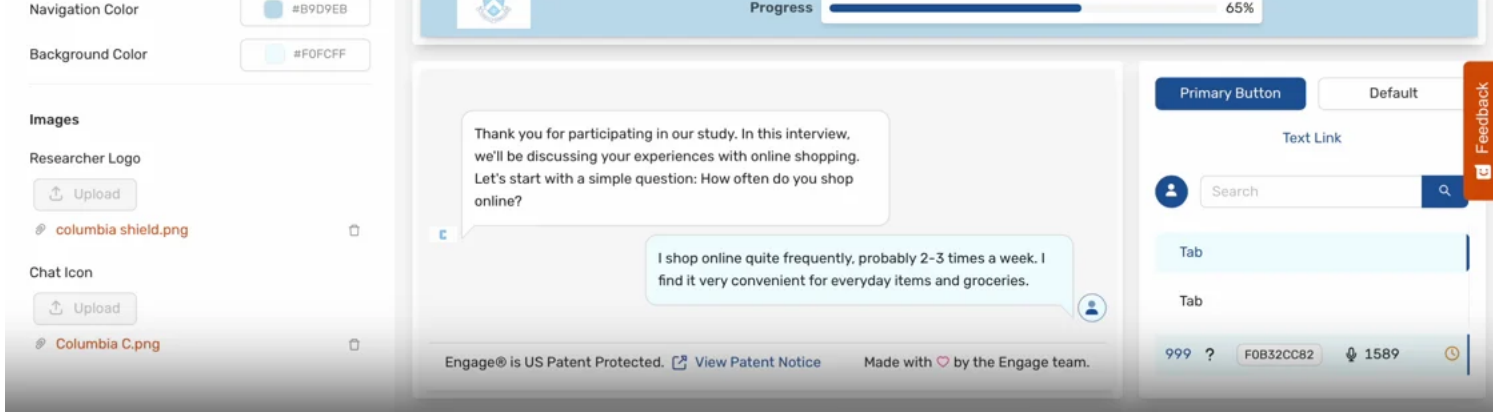 Navigation Color
#B9D9EB
Background Color
#F0FCFF
Images
Researcher Logo
Upload
columbia shield.png
Chat Icon
Upload
Columbia C.png
Progress
65%
Thank you for participating in our study. In this interview,
we'll be discussing your experiences with online shopping.
Let's start with a simple question: How often do you shop
online?
C
I shop online quite frequently, probably 2-3 times a week. I
find it very convenient for everyday items and groceries.
Engage® is US Patent Protected. View Patent Notice
Made with ♡ by the Engage team.
Primary Button
Default
Text Link
Search
Tab
Tab
999 ? F0B32CC82 1589
Feedback